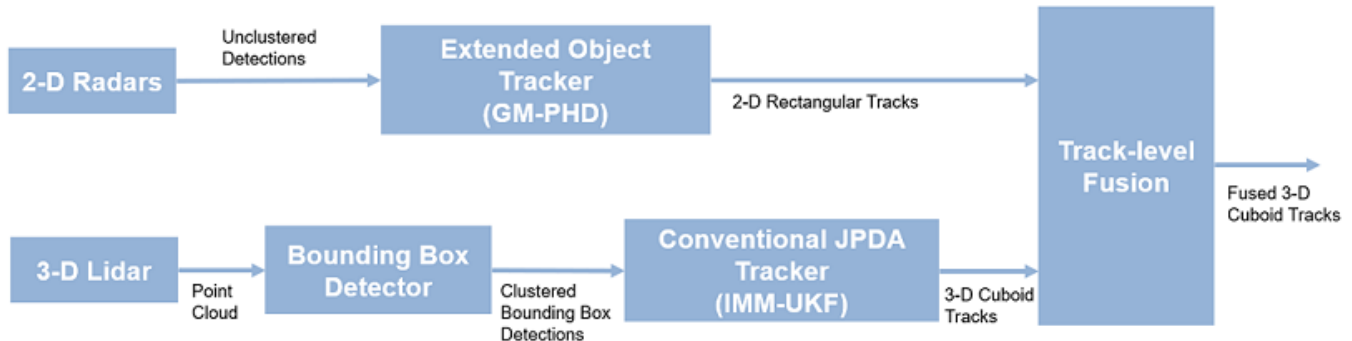 Unclustered
Detections
2-D Radars
Extended Object
Tracker
(GM-PHD)
2-D Rectangular Tracks
Track-level
Fusion
Fused 3-D
Cuboid Tracks
3-D Lidar
Point
Cloud
Bounding Box
Detector
Clustered
Bounding Box
Detections
Conventional JPDA
Tracker
(IMM-UKF)
3-D Cuboid
Tracks